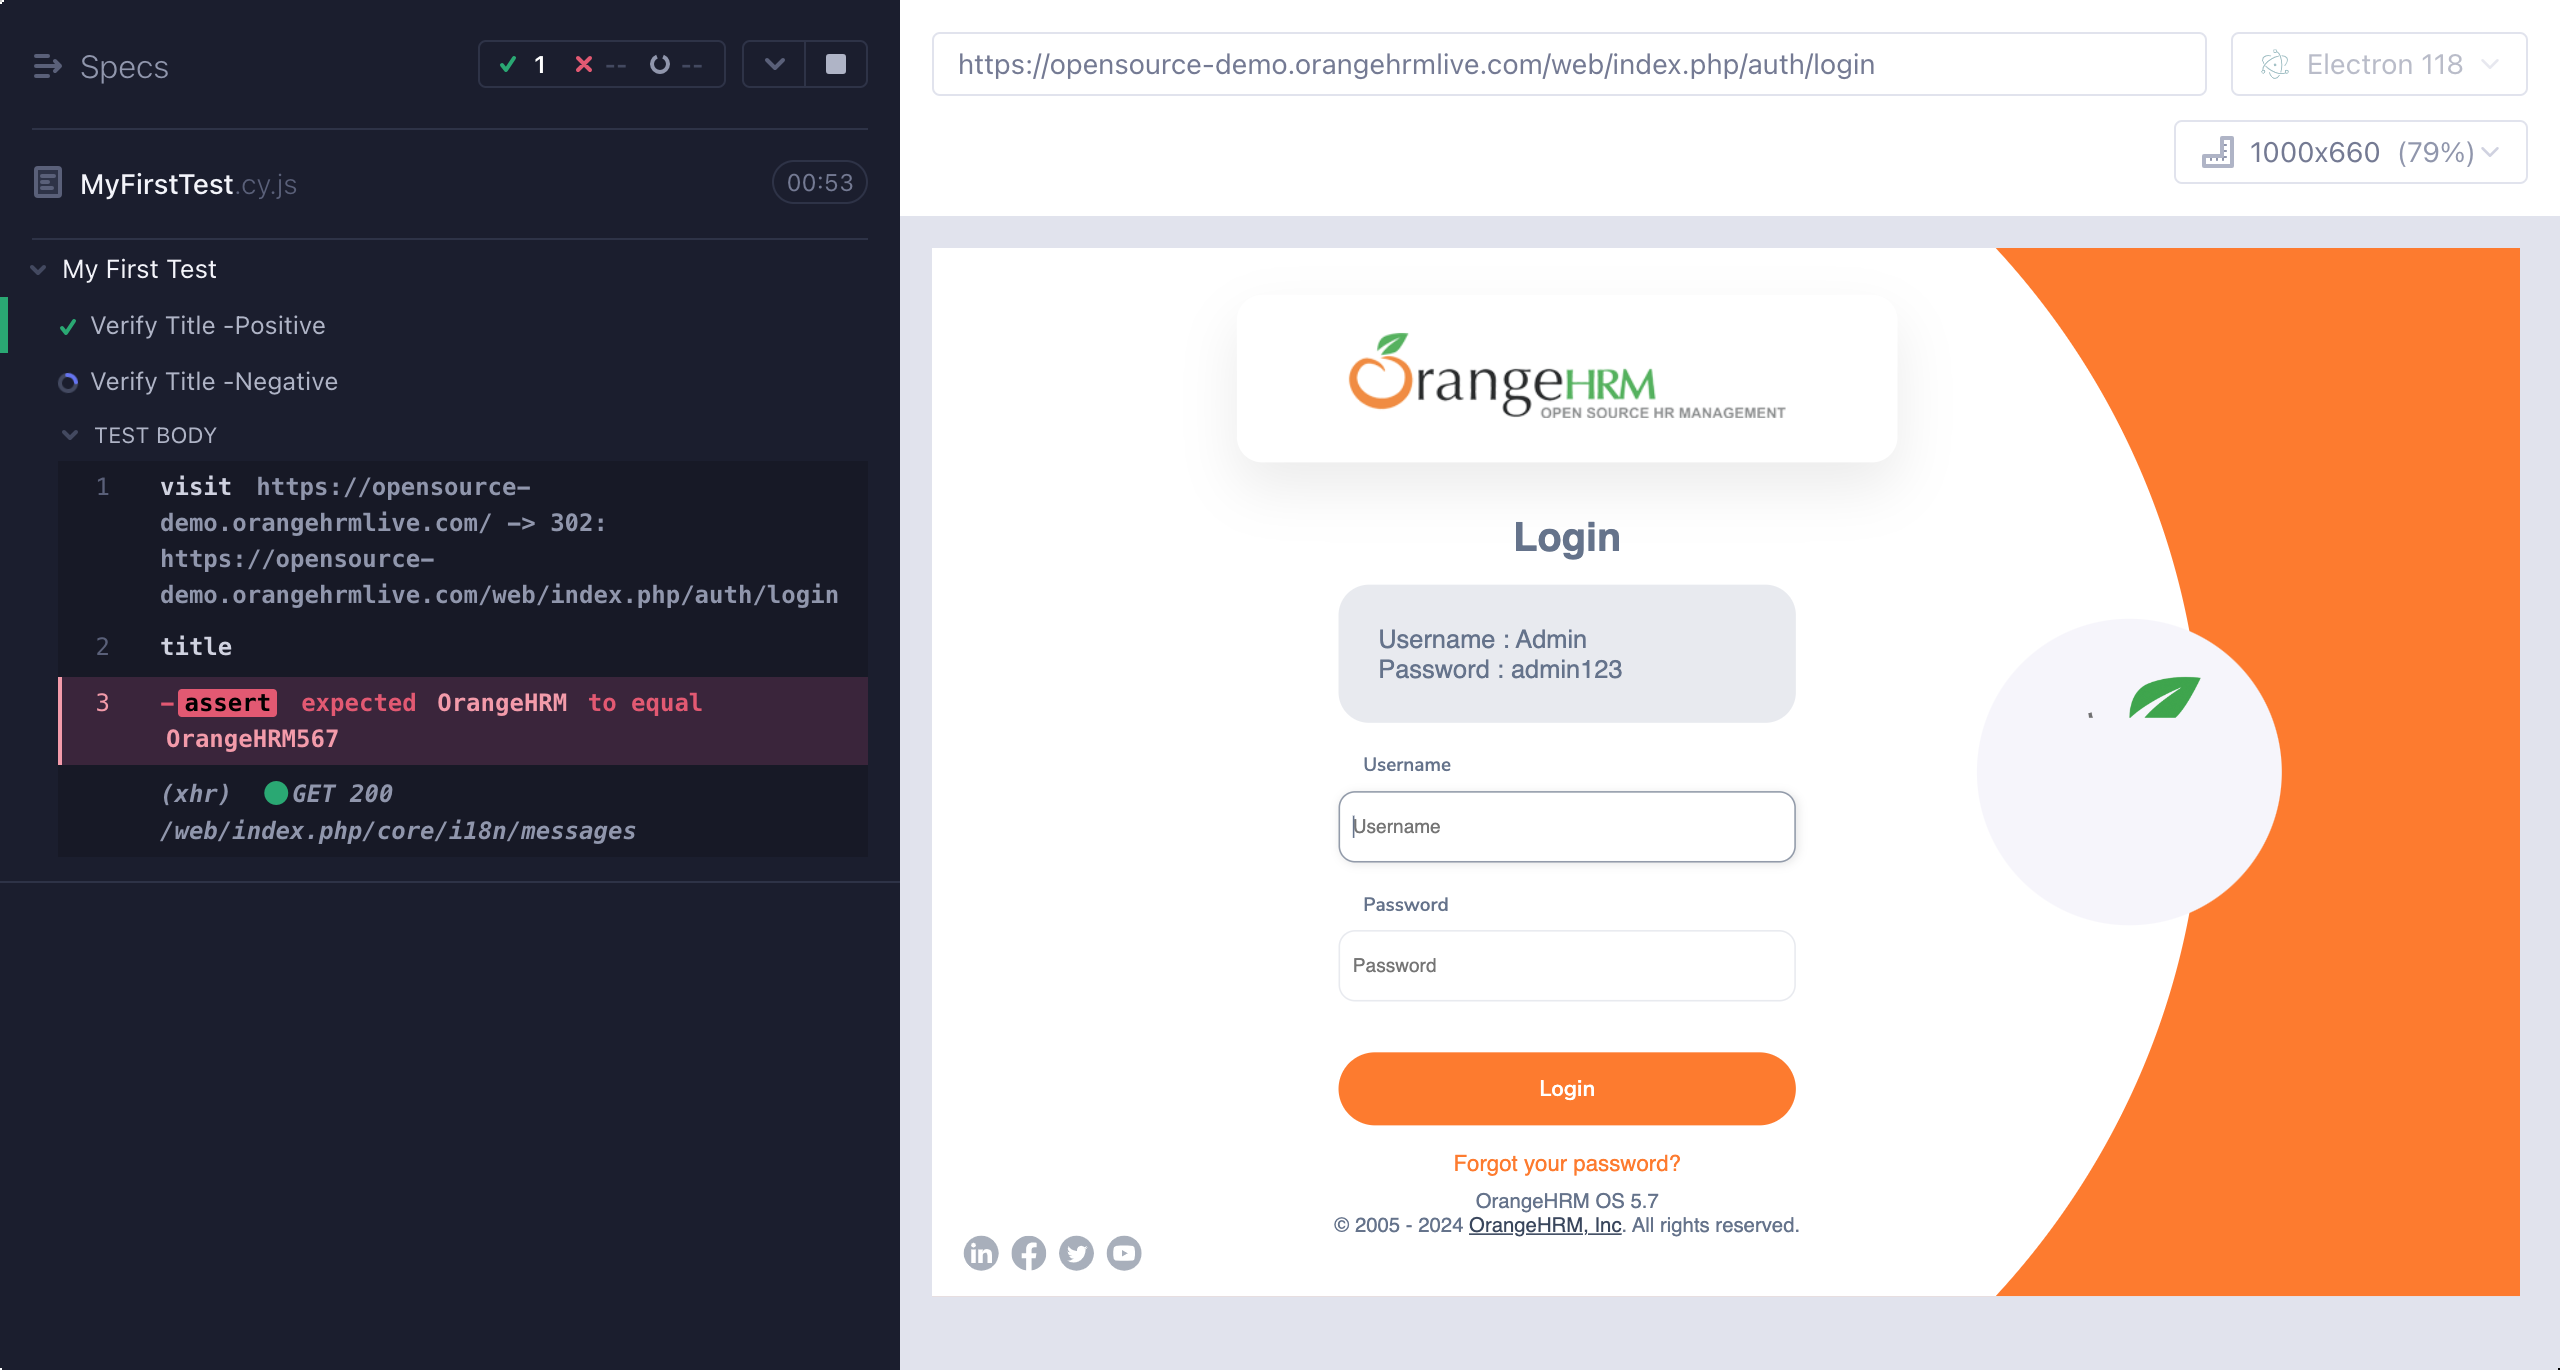 Specs
1
--
--
MyFirstTest.cy.js
00:53
My First Test
Verify Title -Positive
Verify Title -Negative
TEST BODY
1 visit https://opensource-
demo.orangehrmlive.com/ -> 302:
https://opensource-
demo.orangehrmlive.com/web/index.php/auth/login
2 title
3 -assert expected OrangeHRM to equal
OrangeHRM567
(xhr) GET 200
/web/index.php/core/i18n/messages
https://opensource-demo.orangehrmlive.com/web/index.php/auth/login
Electron 118
1000x660 (79%)
OrangeHRM
OPEN SOURCE HR MANAGEMENT
Login
Username : Admin
Password : admin123
Username
Username
Password
Password
Login
Forgot your password?
OrangeHRM OS 5.7
© 2005 - 2024 OrangeHRM, Inc. All rights reserved.
in